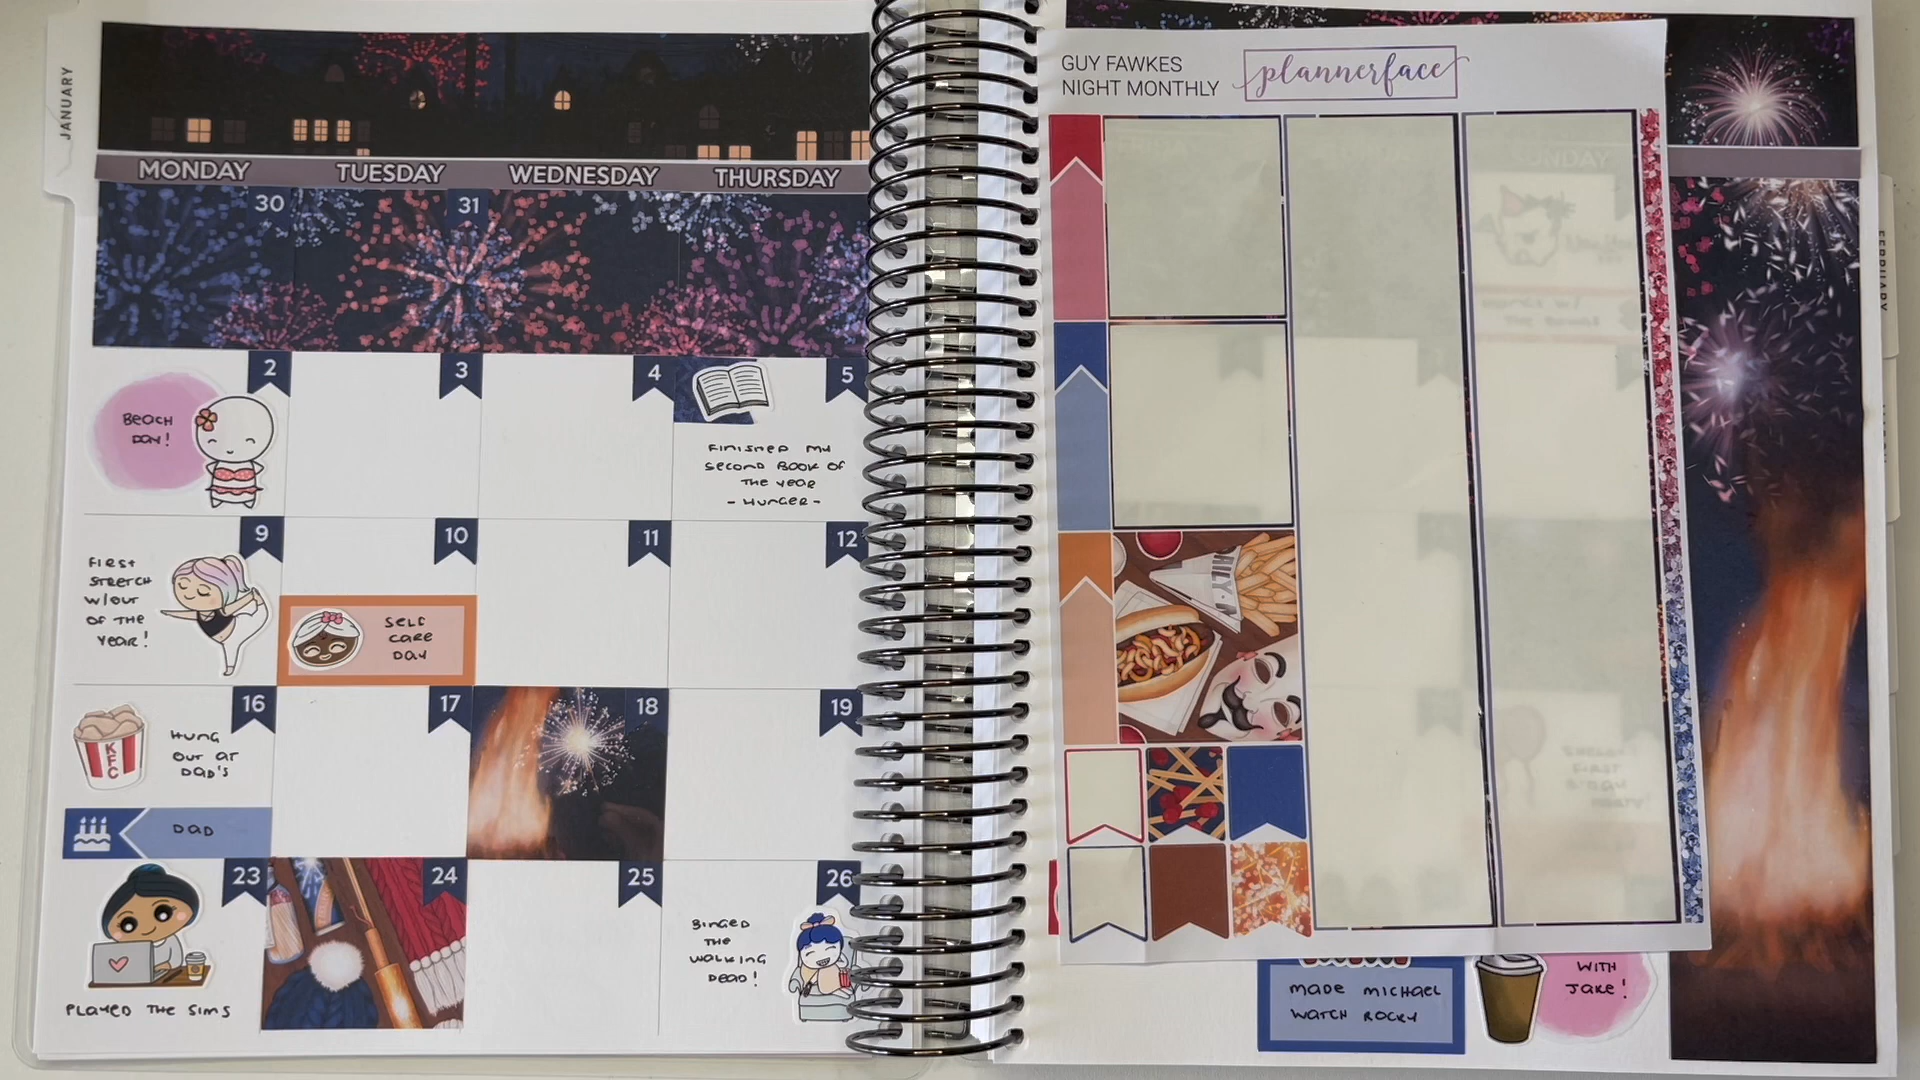 JANUARY
MONDAY TUESDAY WEDNESDAY THURSDAY
30 31
2 3 4 5
BEACH
DAY!
FINISHED MY
SECOND BOOK OF
THE YEAR
- HUNGER -
9 10 11 12
FIRST
STRETCH
W/OUT
OF THE
YEAR!
SELF
CARE
DAY
16 17 18 19
KFC
HUNG
OUT AT
DAD'S
DAD
23 24 25 26
PLAYED THE SIMS
BINGED
THE
WALKING
DEAD!
GUY FAWKES
NIGHT MONTHLY
plannerface
MADE MICHAEL
WATCH ROCKY
WITH
JAKE!
FEBRUARY